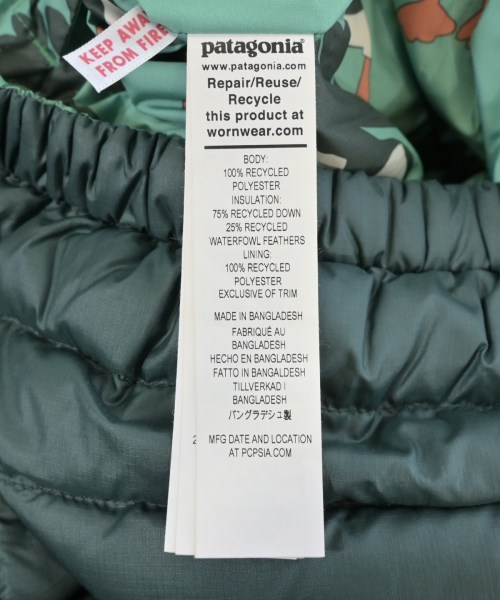 KEEP AWAY
FROM FIRE
patagonia®
www.patagonia.com
Repair/Reuse/
Recycle
this product at
wornwear.com
BODY:
100% RECYCLED
POLYESTER
INSULATION:
75% RECYCLED DOWN
25% RECYCLED
WATERFOWL FEATHERS
LINING:
100% RECYCLED
POLYESTER
EXCLUSIVE OF TRIM
MADE IN BANGLADESH
FABRIQUÉ AU
BANGLADESH
HECHO EN BANGLADESH
FATTO IN BANGALDESH
TILLVERKAD I
BANGLADESH
バングラデシュ製
2
MFG DATE AND LOCATION
AT PCPSIA.COM